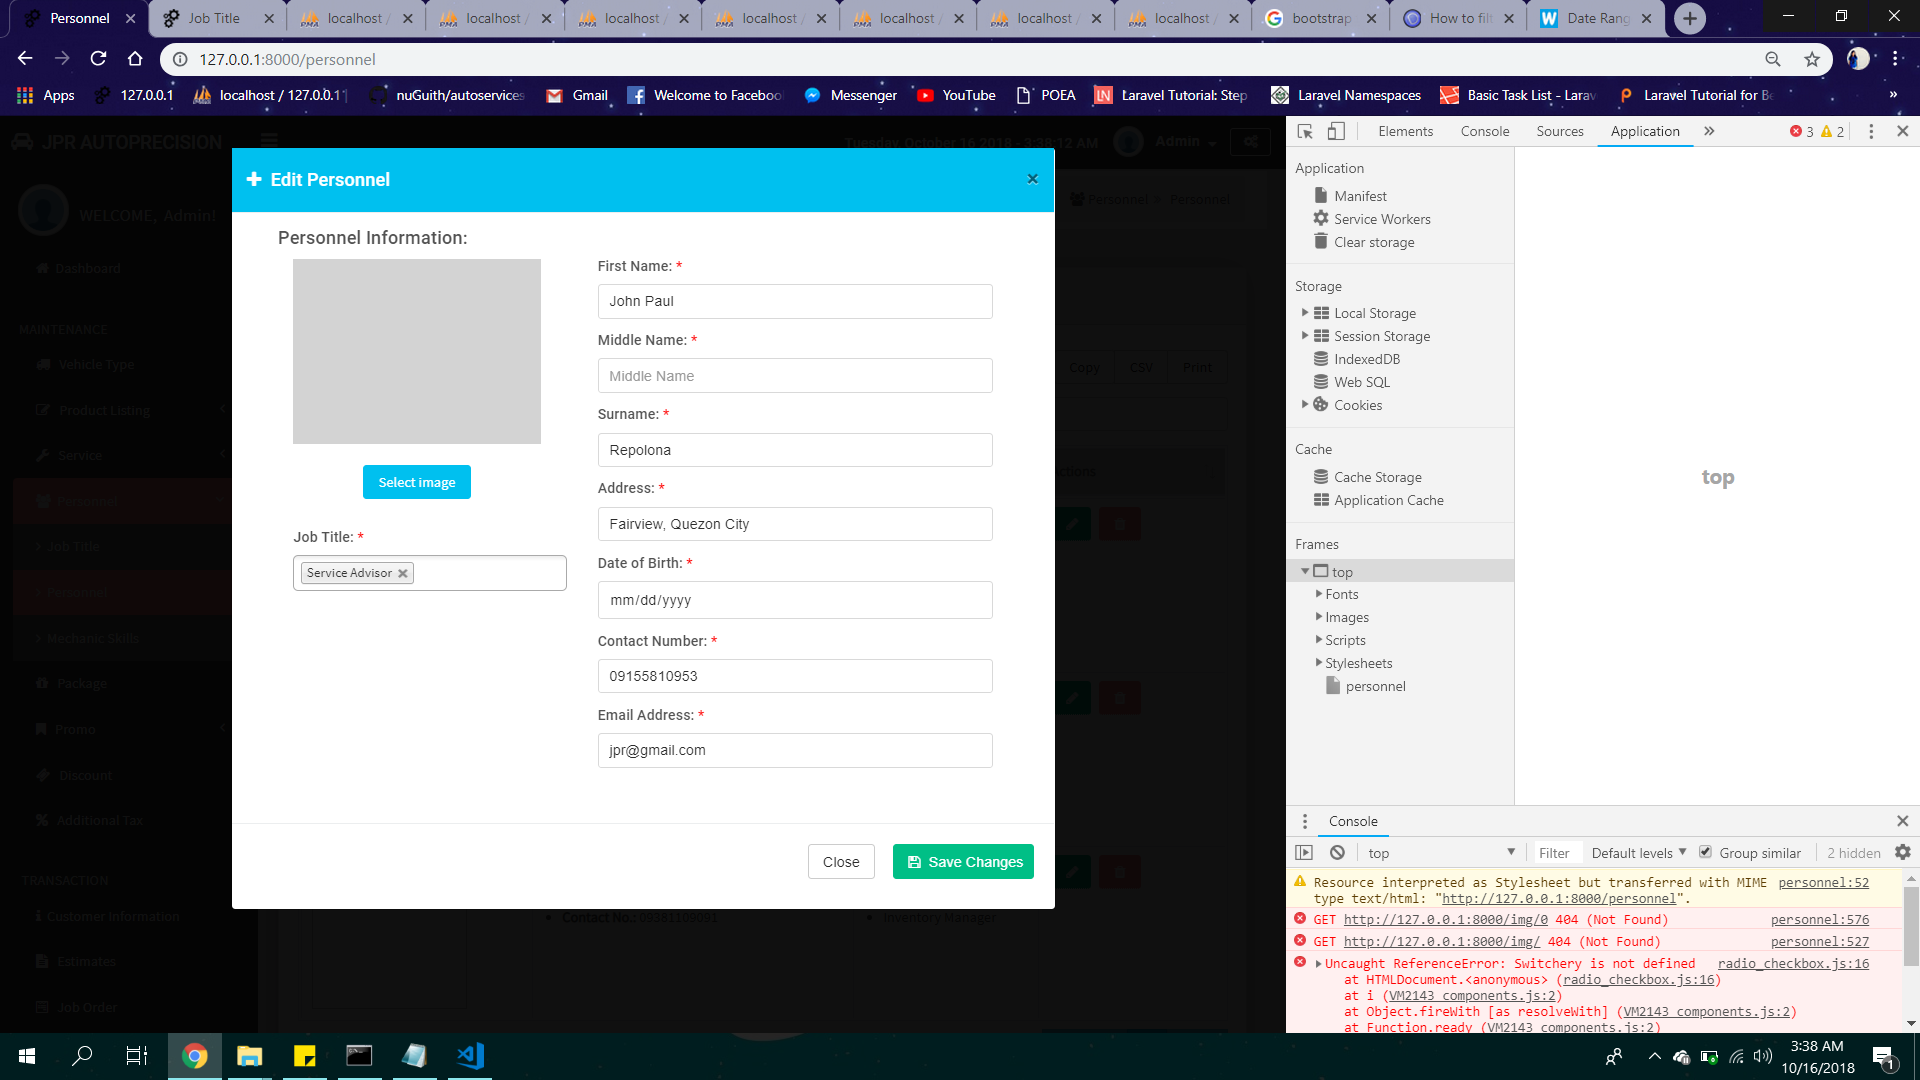 Personnel
Job Title
localhost /
localhost /
localhost /
localhost /
localhost /
localhost /
localhost /
bootstrap
How to filt
Date Rang
127.0.0.1:8000/personnel
Apps
127.0.0.1
localhost / 127.0.0.1
nuGuith/autoservices
Gmail
Welcome to Faceboo
Messenger
YouTube
POEA
Laravel Tutorial: Step
Laravel Namespaces
Basic Task List - Larav
Laravel Tutorial for Be
JPR AUTOPRECISION
Tuesday, October 16 2018 - 3:38:12 AM
Admin
WELCOME, Admin!
Dashboard
MAINTENANCE
Vehicle Type
Product Listing
Service
Personnel
Job Title
Personnel
Mechanic Skills
Package
Promo
Discount
Additional Tax
TRANSACTION
Customer Information
Estimates
Job Order
Personnel > Personnel
Copy
CSV
Print
ctions
Contact No.: 09381109091
Inventory Manager
Edit Personnel
×
Personnel Information:
Select image
Job Title: *
Service Advisor ×
First Name: *
John Paul
Middle Name: *
Middle Name
Surname: *
Repolona
Address: *
Fairview, Quezon City
Date of Birth: *
mm/dd/yyyy
Contact Number: *
09155810953
Email Address: *
jpr@gmail.com
Close
Save Changes
Elements
Console
Sources
Application
»
3
2
Application
Manifest
Service Workers
Clear storage
Storage
Local Storage
Session Storage
IndexedDB
Web SQL
Cookies
Cache
Cache Storage
Application Cache
Frames
top
Fonts
Images
Scripts
Stylesheets
personnel
top
Console
top
Filter
Default levels
Group similar
2 hidden
Resource interpreted as Stylesheet but transferred with MIME personnel:52
type text/html: "http://127.0.0.1:8000/personnel".
GET http://127.0.0.1:8000/img/0 404 (Not Found) personnel:576
GET http://127.0.0.1:8000/img/ 404 (Not Found) personnel:527
Uncaught ReferenceError: Switchery is not defined radio_checkbox.js:16
at HTMLDocument.<anonymous> (radio_checkbox.js:16)
at i (VM2143 components.js:2)
at Object.fireWith [as resolveWith] (VM2143 components.js:2)
at Function.ready (VM2143 components.js:2)
3:38 AM
10/16/2018
1